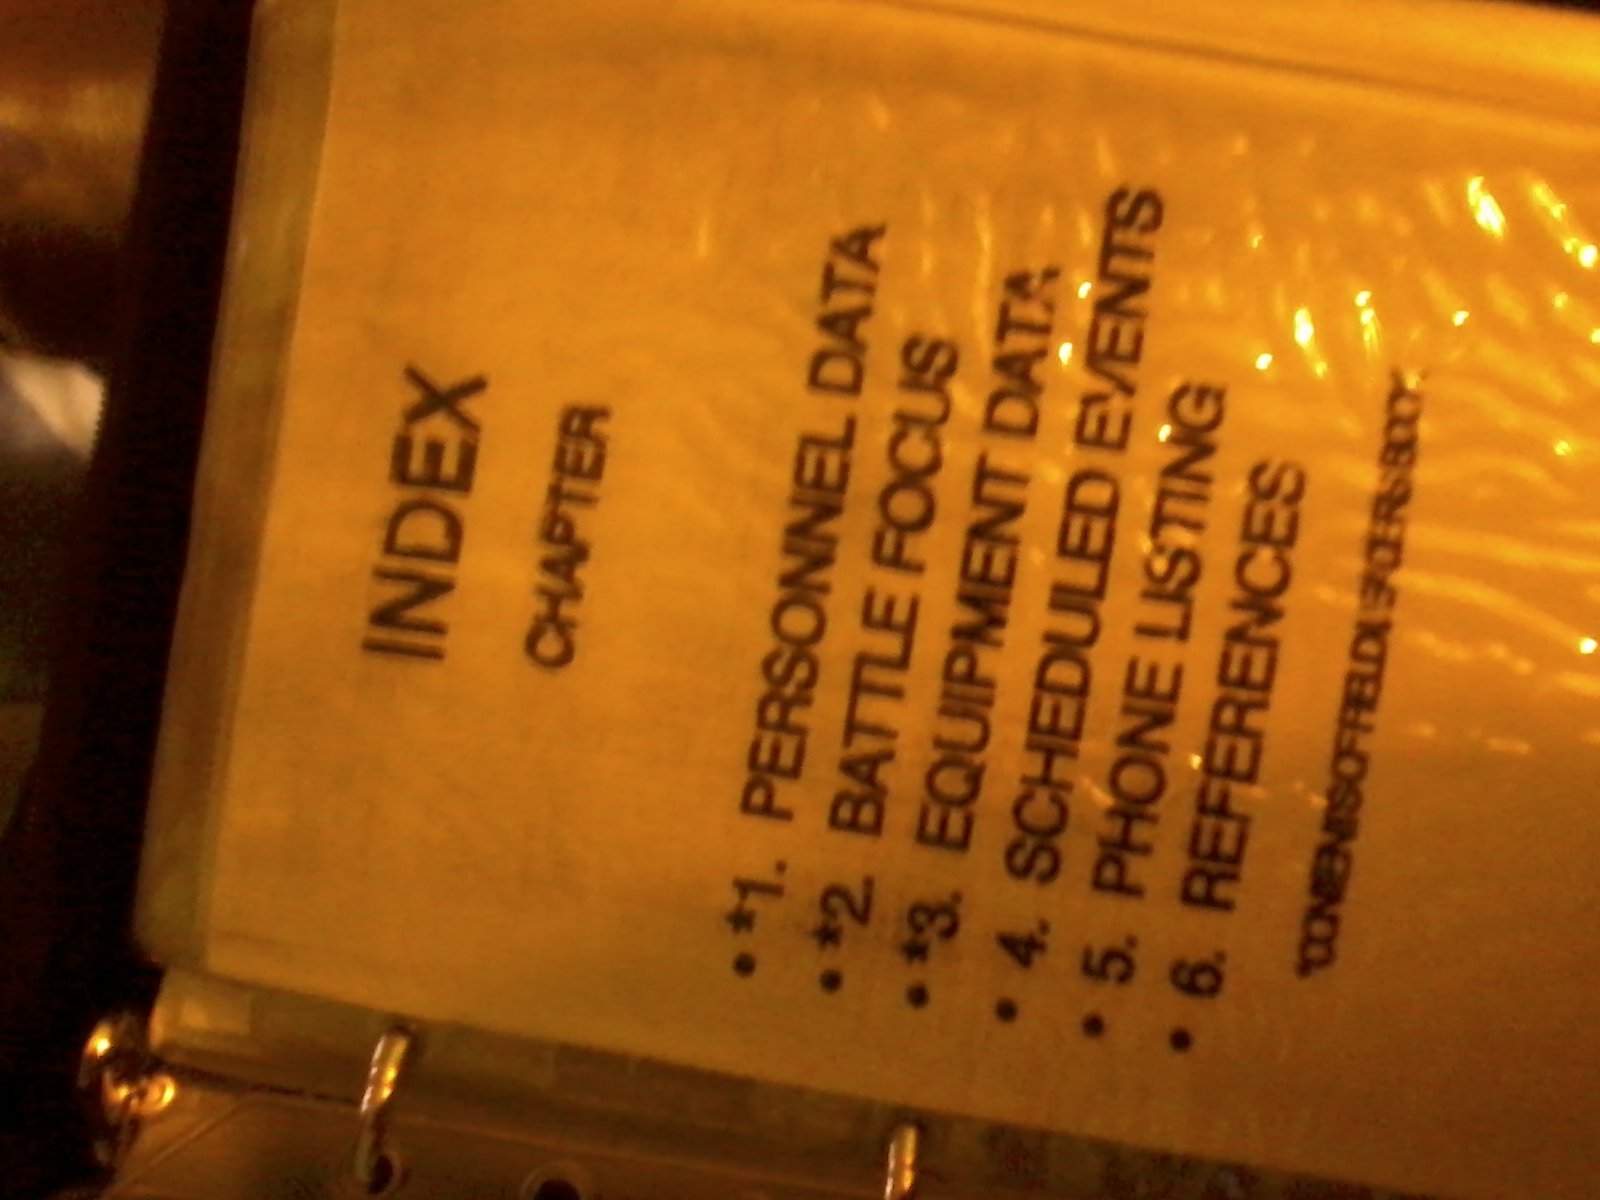 INDEX
CHAPTER
• *1. PERSONNEL DATA
• *2. BATTLE FOCUS
• *3. EQUIPMENT DATA
• 4. SCHEDULED EVENTS
• 5. PHONE LISTING
• 6. REFERENCES